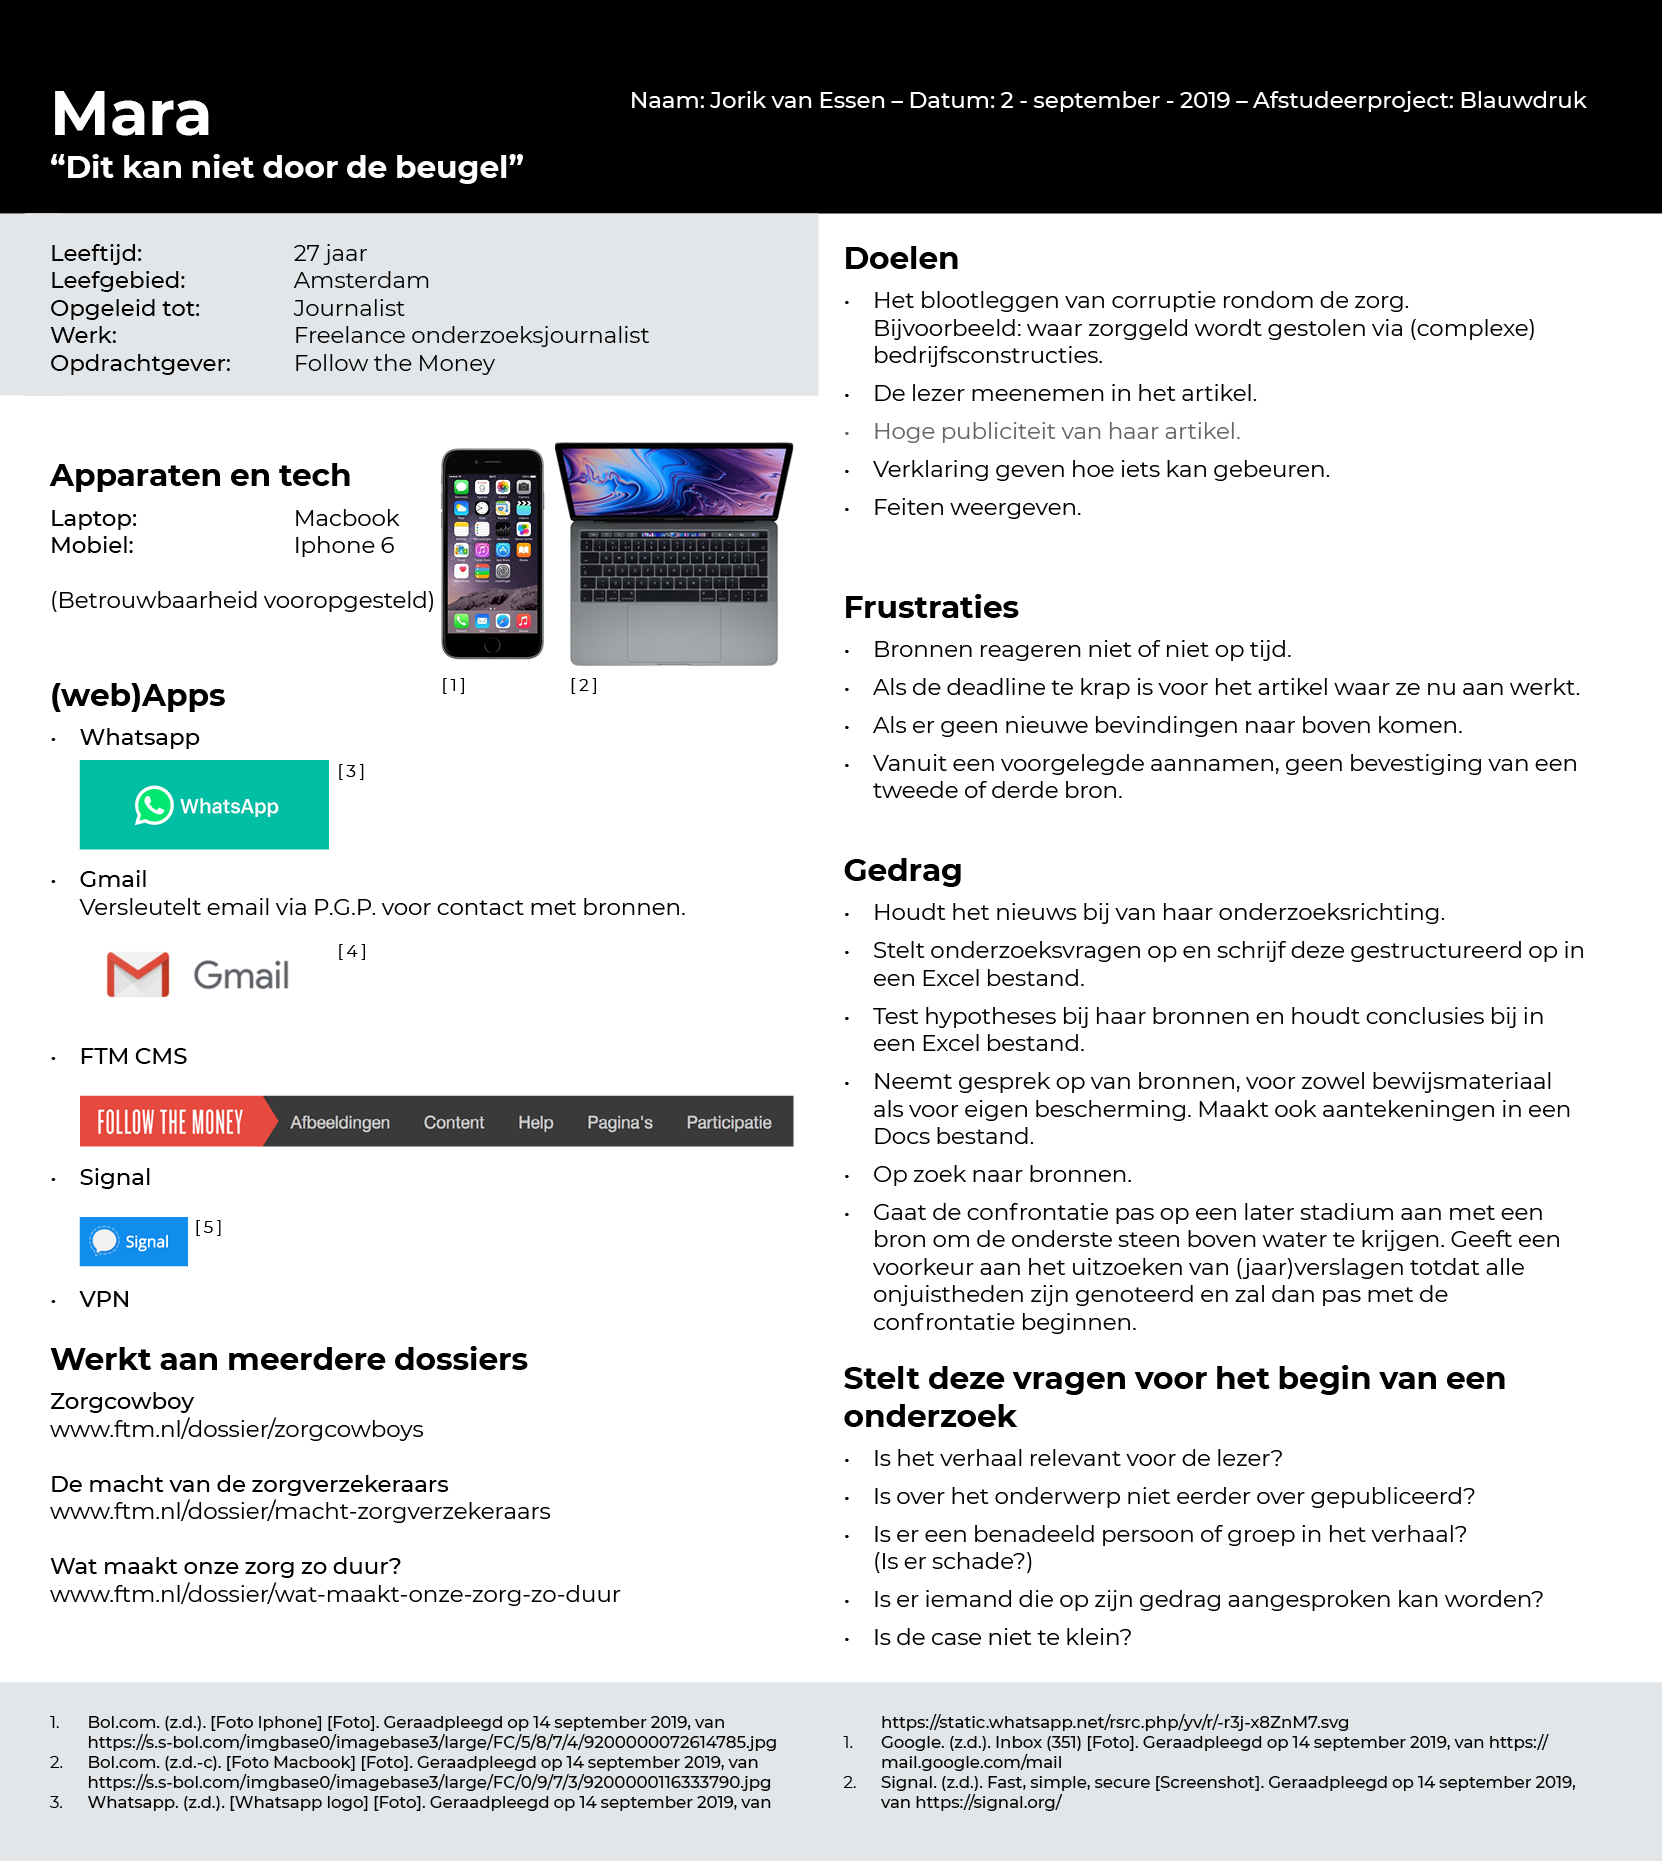 Mara
“Dit kan niet door de beugel”
Naam: Jorik van Essen – Datum: 2 - september - 2019 – Afstudeerproject: Blauwdruk
Leeftijd: 27 jaar
Leefgebied: Amsterdam
Opgeleid tot: Journalist
Werk: Freelance onderzoeksjournalist
Opdrachtgever: Follow the Money
Apparaten en tech
Laptop: Macbook
Mobiel: Iphone 6
(Betrouwbaarheid vooropgesteld)
[1]
[2]
(web)Apps
• Whatsapp
WhatsApp
[3]
• Gmail
Versleutelt email via P.G.P. voor contact met bronnen.
Gmail
[4]
• FTM CMS
FOLLOW THE MONEY Afbeeldingen Content Help Pagina's Participatie
• Signal
Signal
[5]
• VPN
Werkt aan meerdere dossiers
Zorgcowboy
www.ftm.nl/dossier/zorgcowboys
De macht van de zorgverzekeraars
www.ftm.nl/dossier/macht-zorgverzekeraars
Wat maakt onze zorg zo duur?
www.ftm.nl/dossier/wat-maakt-onze-zorg-zo-duur
Doelen
• Het blootleggen van corruptie rondom de zorg.
Bijvoorbeeld: waar zorggeld wordt gestolen via (complexe)
bedrijfsconstructies.
• De lezer meenemen in het artikel.
• Hoge publiciteit van haar artikel.
• Verklaring geven hoe iets kan gebeuren.
• Feiten weergeven.
Frustraties
• Bronnen reageren niet of niet op tijd.
• Als de deadline te krap is voor het artikel waar ze nu aan werkt.
• Als er geen nieuwe bevindingen naar boven komen.
• Vanuit een voorgelegde aannamen, geen bevestiging van een
tweede of derde bron.
Gedrag
• Houdt het nieuws bij van haar onderzoeksrichting.
• Stelt onderzoeksvragen op en schrijf deze gestructureerd op in
een Excel bestand.
• Test hypotheses bij haar bronnen en houdt conclusies bij in
een Excel bestand.
• Neemt gesprek op van bronnen, voor zowel bewijsmateriaal
als voor eigen bescherming. Maakt ook aantekeningen in een
Docs bestand.
• Op zoek naar bronnen.
• Gaat de confrontatie pas op een later stadium aan met een
bron om de onderste steen boven water te krijgen. Geeft een
voorkeur aan het uitzoeken van (jaar)verslagen totdat alle
onjuistheden zijn genoteerd en zal dan pas met de
confrontatie beginnen.
Stelt deze vragen voor het begin van een
onderzoek
• Is het verhaal relevant voor de lezer?
• Is over het onderwerp niet eerder over gepubliceerd?
• Is er een benadeeld persoon of groep in het verhaal?
(Is er schade?)
• Is er iemand die op zijn gedrag aangesproken kan worden?
• Is de case niet te klein?
1. Bol.com. (z.d.). [Foto Iphone] [Foto]. Geraadpleegd op 14 september 2019, van
https://s.s-bol.com/imgbase0/imagebase3/large/FC/5/8/7/4/9200000072614785.jpg
2. Bol.com. (z.d.-c). [Foto Macbook] [Foto]. Geraadpleegd op 14 september 2019, van
https://s.s-bol.com/imgbase0/imagebase3/large/FC/0/9/7/3/9200000116333790.jpg
3. Whatsapp. (z.d.). [Whatsapp logo] [Foto]. Geraadpleegd op 14 september 2019, van
https://static.whatsapp.net/rsrc.php/yv/r/-r3j-x8ZnM7.svg
1. Google. (z.d.). Inbox (351) [Foto]. Geraadpleegd op 14 september 2019, van https://
mail.google.com/mail
2. Signal. (z.d.). Fast, simple, secure [Screenshot]. Geraadpleegd op 14 september 2019,
van https://signal.org/